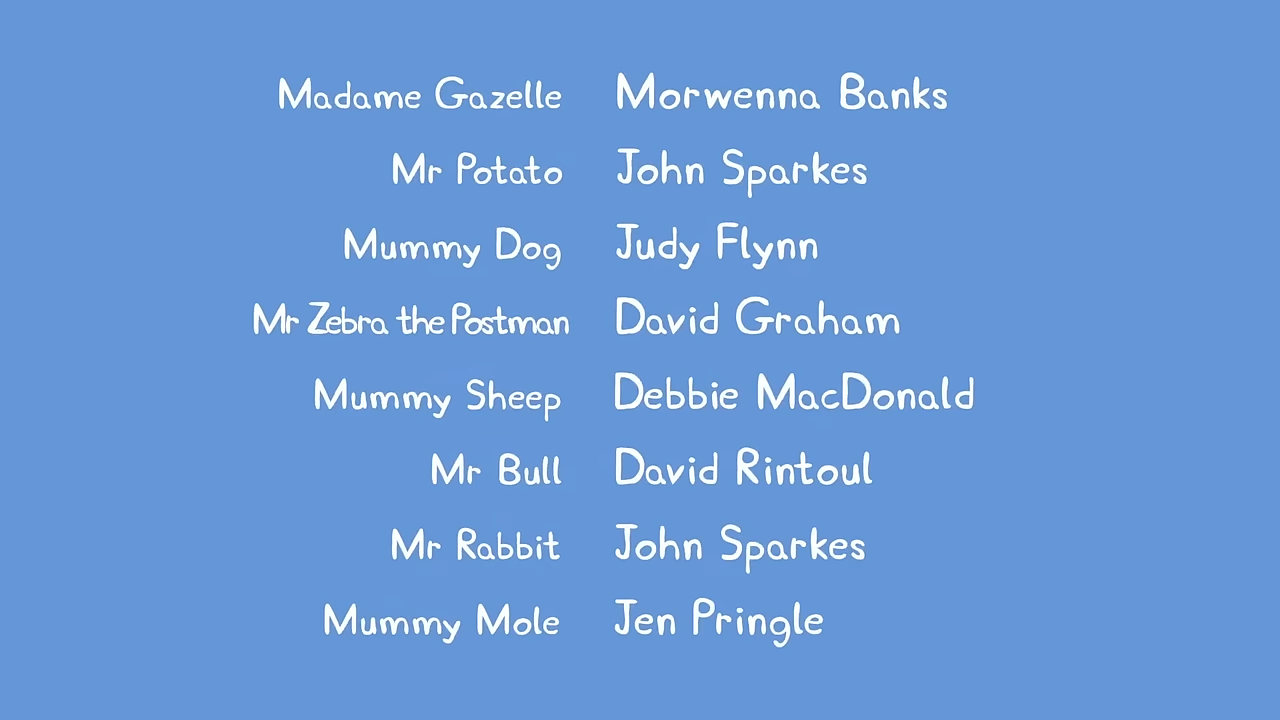 Madame Gazelle Morwenna Banks
Mr Potato John Sparkes
Mummy Dog Judy Flynn
Mr Zebra the Postman David Graham
Mummy Sheep Debbie MacDonald
Mr Bull David Rintoul
Mr Rabbit John Sparkes
Mummy Mole Jen Pringle